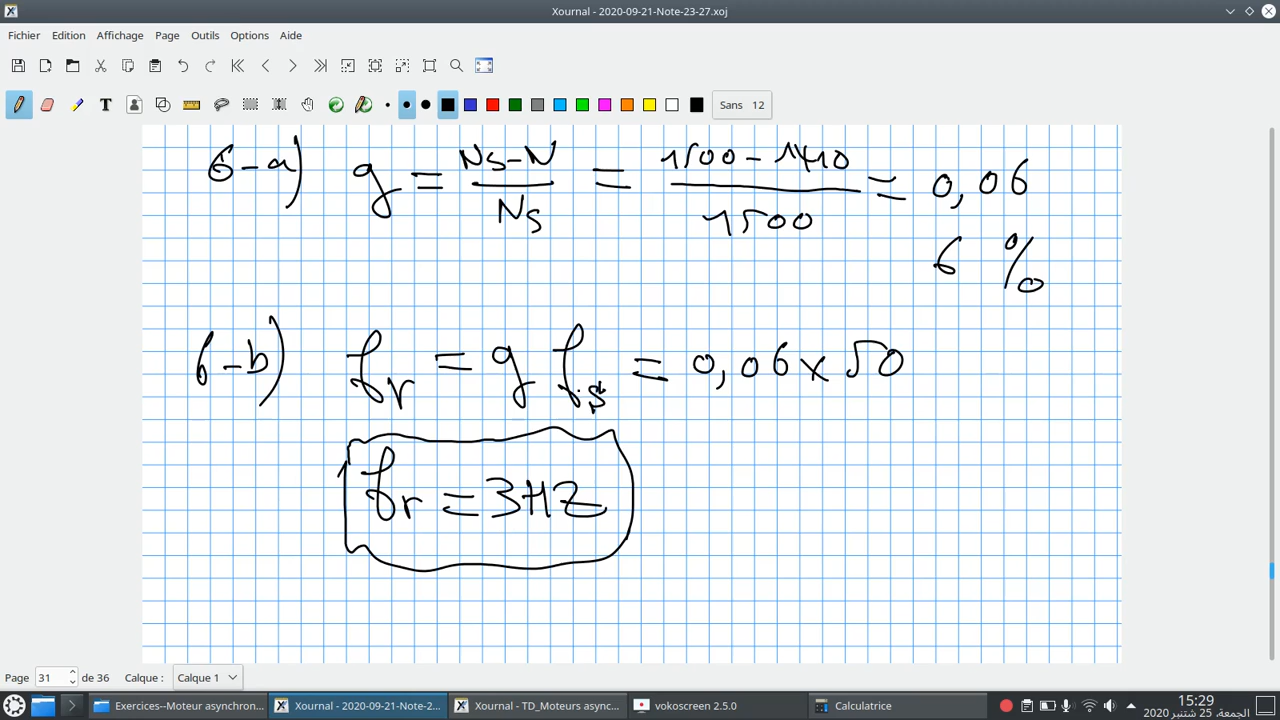 Xournal - 2020-09-21-Note-23-27.xoj
Fichier Edition Affichage Page Outils Options Aide
T Sans 12
6-a) g = Ns-N / Ns = 1500 - 1410 / 1500 = 0,06
6 %
6-b) fr = g fs = 0,06 x 50
fr = 3HZ
Page 31 de 36 Calque : Calque 1
Exercices--Moteur asynchron... Xournal - 2020-09-21-Note-2... Xournal - TD_Moteurs async... vokoscreen 2.5.0 Calculatrice
15:29
الجمعة، 25 شتنبر 2020